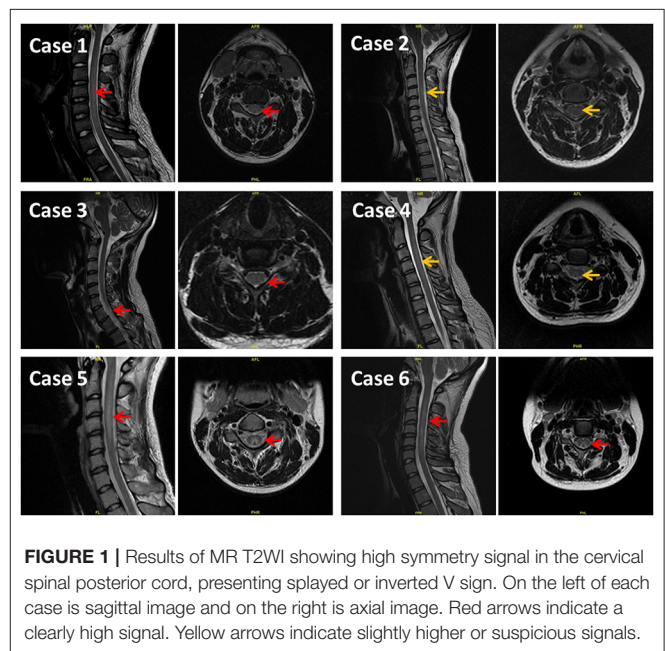 Case 1
Case 2
Case 3
Case 4
Case 5
Case 6
FIGURE 1 | Results of MR T2WI showing high symmetry signal in the cervical
spinal posterior cord, presenting splayed or inverted V sign. On the left of each
case is sagittal image and on the right is axial image. Red arrows indicate a
clearly high signal. Yellow arrows indicate slightly higher or suspicious signals.